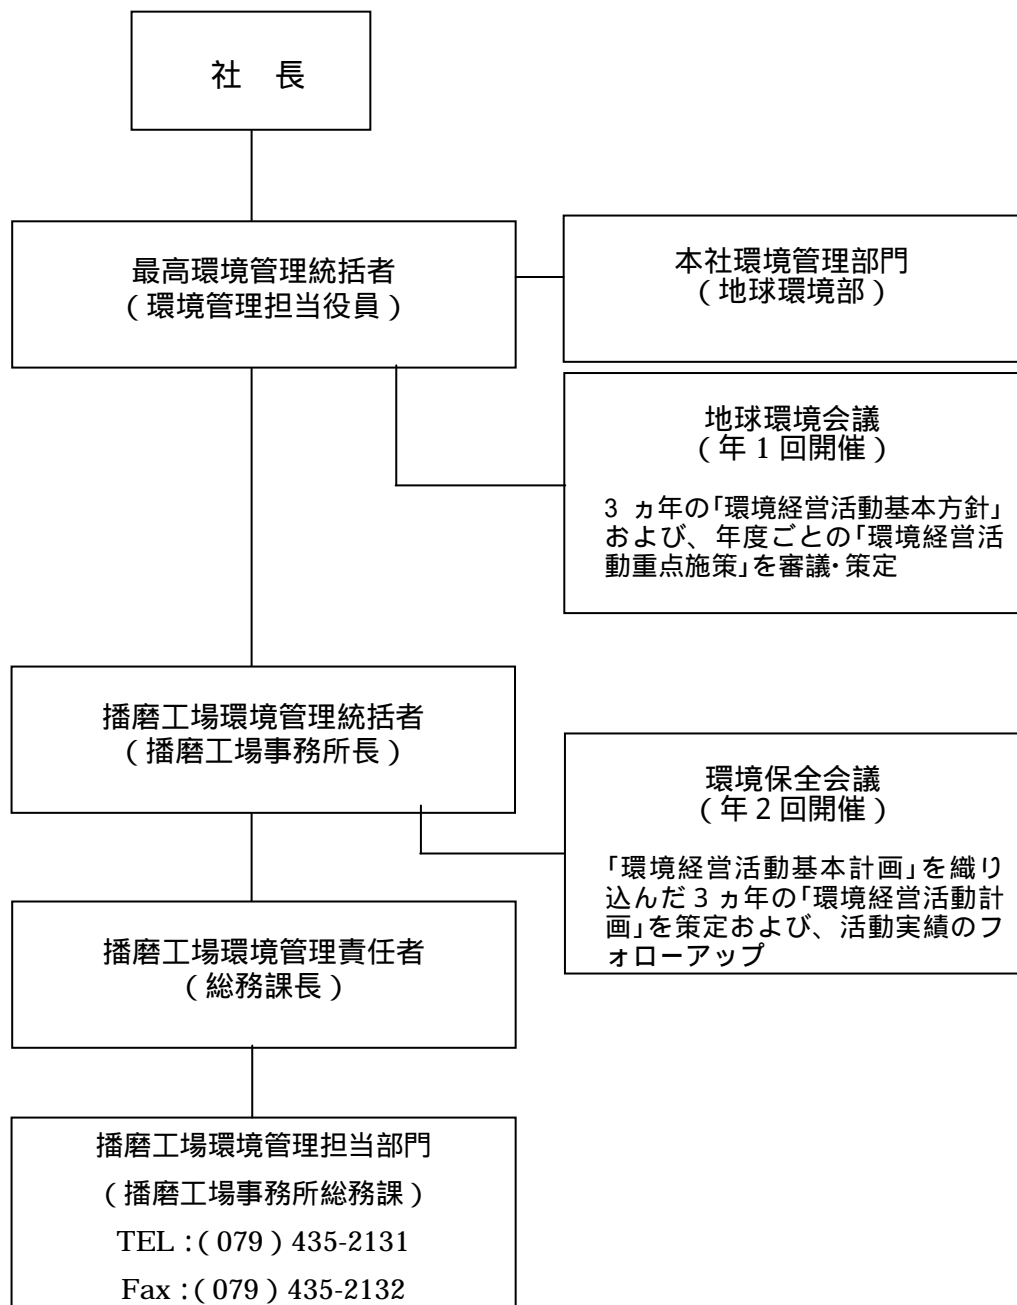 社　長
最高環境管理統括者
（環境管理担当役員）
本社環境管理部門
（地球環境部）
地球環境会議
（年1回開催）
3 ヵ年の「環境経営活動基本方針」
および、年度ごとの「環境経営活
動重点施策」を審議・策定
播磨工場環境管理統括者
（播磨工場事務所長）
環境保全会議
（年2回開催）
「環境経営活動基本計画」を織り
込んだ3ヵ年の「環境経営活動計
画」を策定および、活動実績のフ
ォローアップ
播磨工場環境管理責任者
（総務課長）
播磨工場環境管理担当部門
（播磨工場事務所総務課）
TEL：(079) 435-2131
Fax：(079) 435-2132